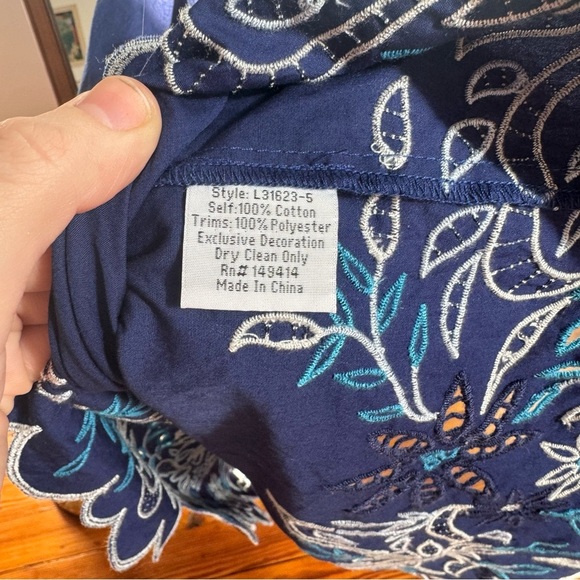 Style: L31623-5
Self:100% Cotton
Trims:100% Polyester
Exclusive Decoration
Dry Clean Only
Rn# 149414
Made In China